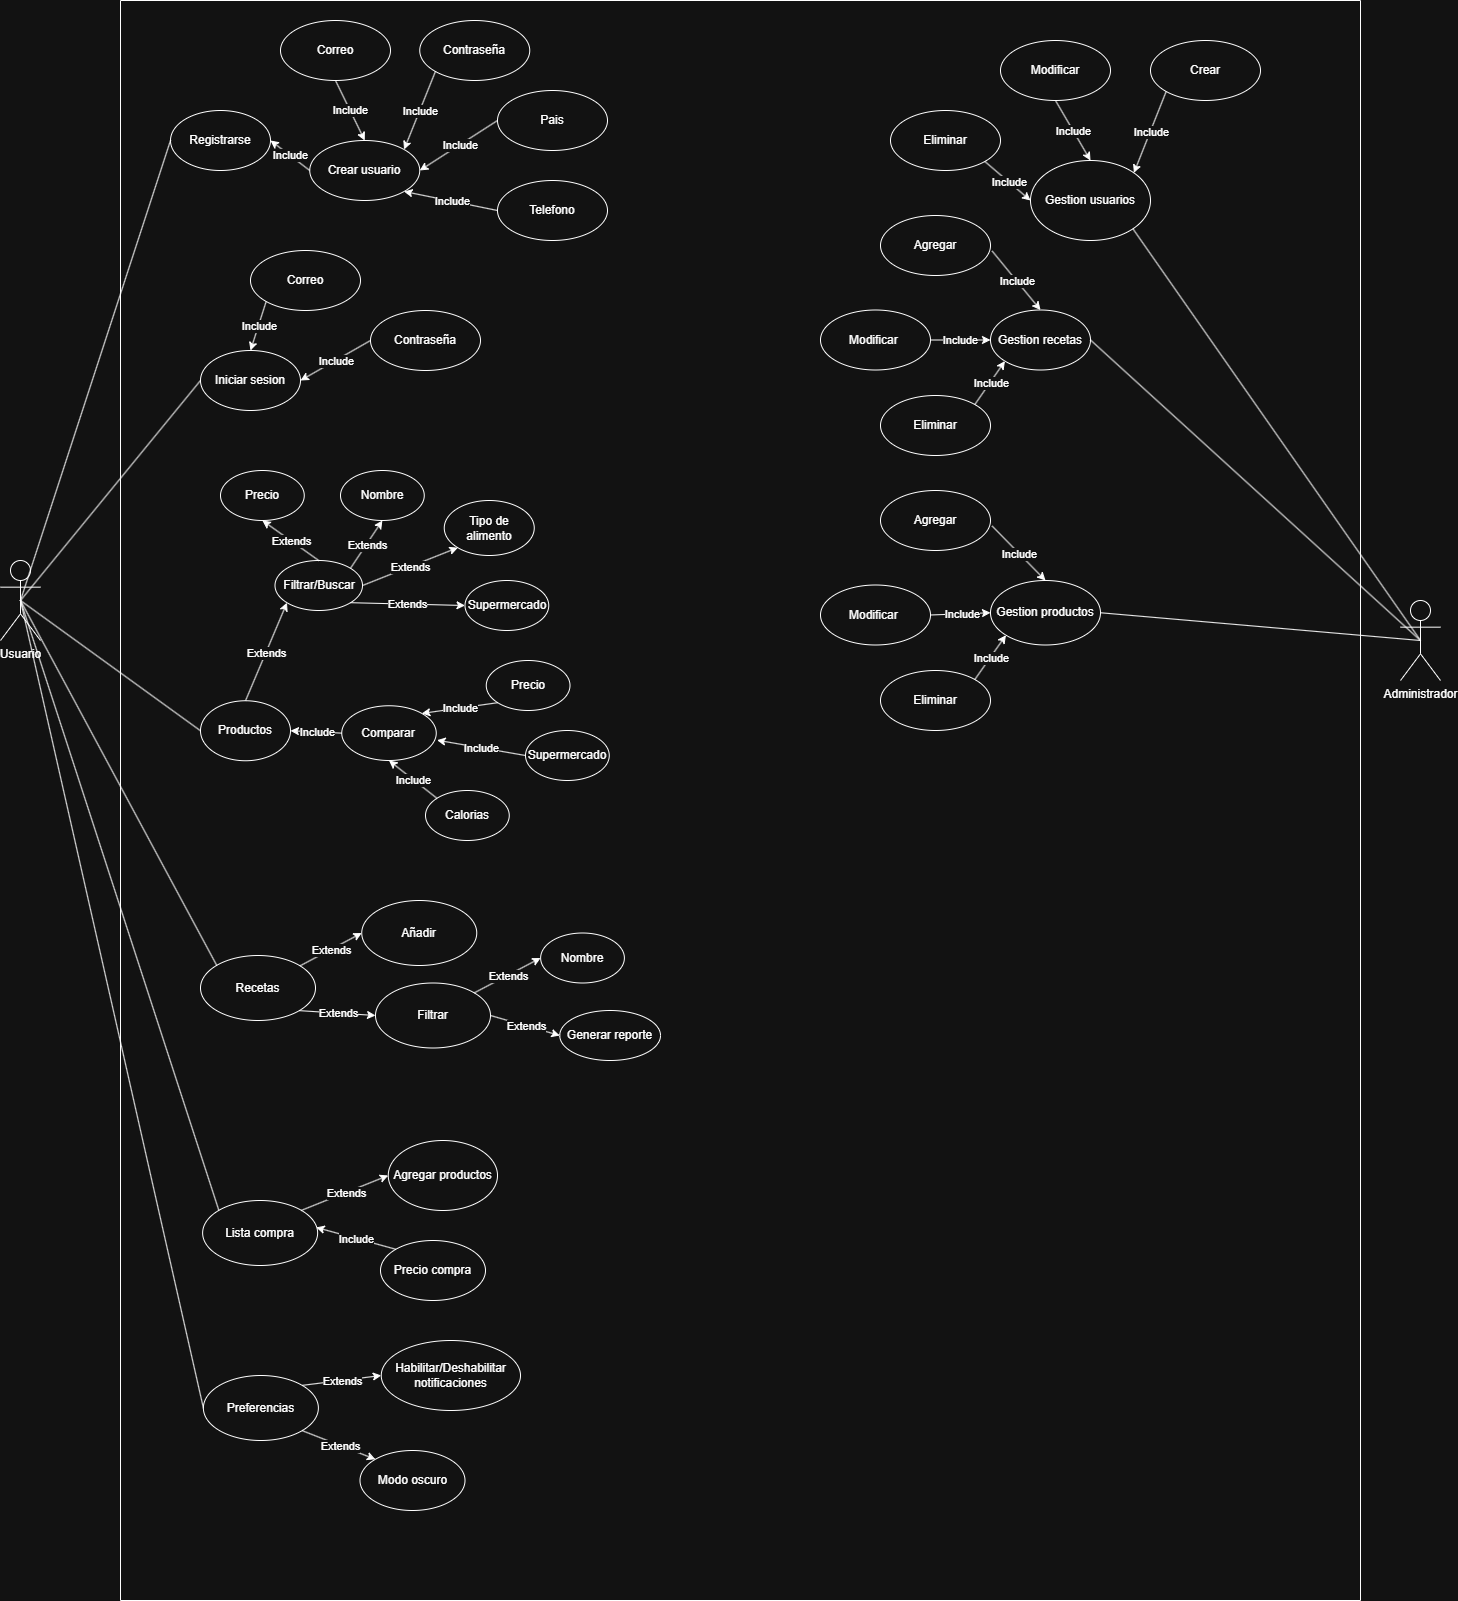 Correo
Contraseña
Include
Include
Pais
Registrarse
Include
Include
Crear usuario
Include
Telefono
Correo
Include
Contraseña
Include
Iniciar sesion
Precio
Nombre
Tipo de
alimento
Extends
Extends
Extends
Filtrar/Buscar
Extends
Supermercado
Usuario
Extends
Precio
Include
Productos
Include
Comparar
Include
Supermercado
Include
Calorias
Añadir
Extends
Nombre
Extends
Recetas
Extends
Filtrar
Extends
Generar reporte
Agregar productos
Extends
Lista compra
Include
Precio compra
Habilitar/Deshabilitar
notificaciones
Extends
Preferencias
Extends
Modo oscuro
Modificar
Crear
Include
Include
Eliminar
Include
Gestion usuarios
Agregar
Include
Modificar
Include
Gestion recetas
Include
Eliminar
Agregar
Include
Modificar
Include
Gestion productos
Include
Eliminar
Administrador